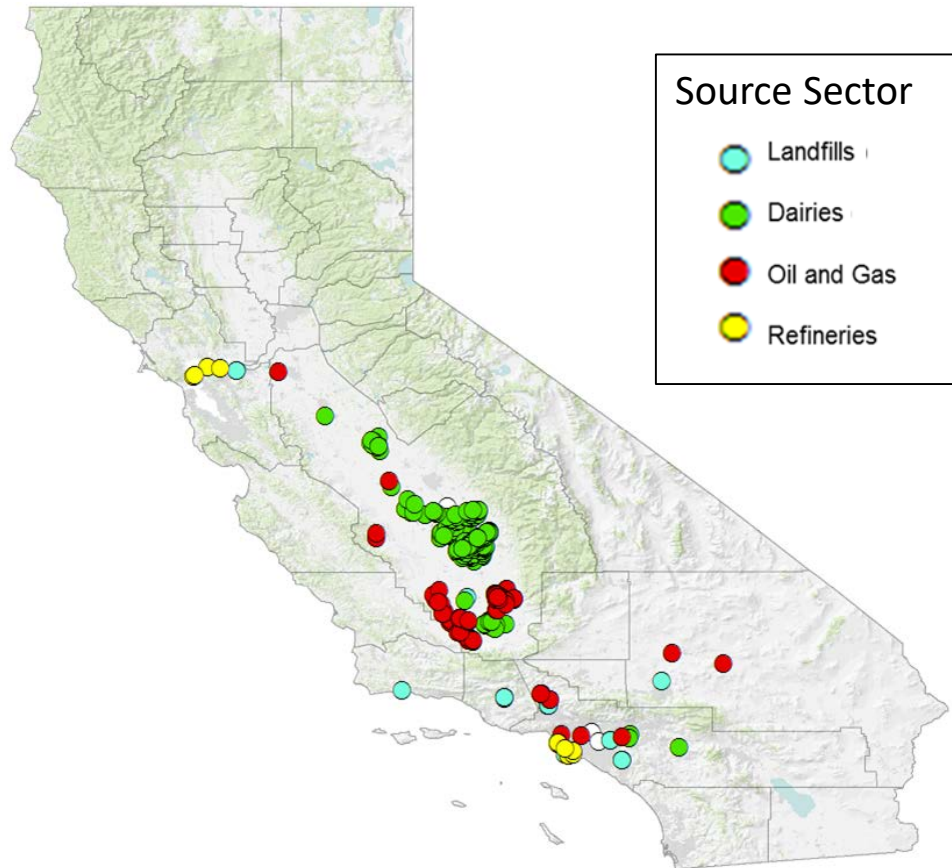 Source Sector
Landfills
Dairies
Oil and Gas
Refineries